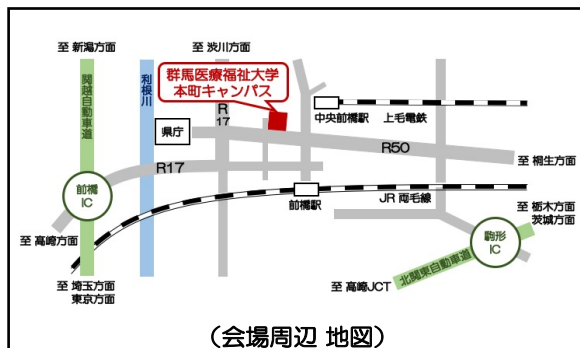 至 新潟方面
至 渋川方面
関越自動車道
利根川
群馬医療福祉大学
本町キャンパス
R
17
県庁
中央前橋駅
上毛電鉄
R50
至 桐生方面
R17
前橋
IC
前橋駅
JR 両毛線
至 栃木方面
茨城方面
至 高崎方面
駒形
IC
北関東自動車道
至 高崎JCT
至 埼玉方面
東京方面
(会場周辺 地図)